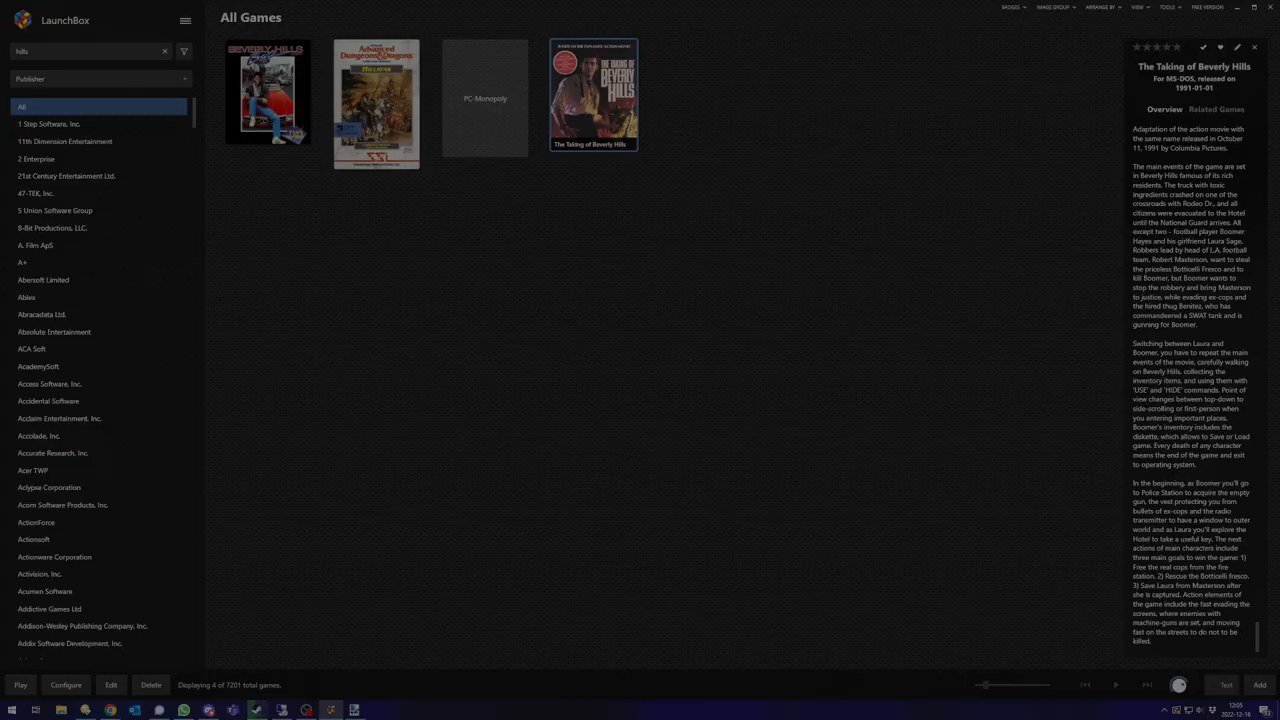 LaunchBox
All Games
BADGES
IMAGE GROUP
ARRANGE BY
VIEW
TOOLS
FREE VERSION
hills
Publisher
All
1 Step Software, Inc.
11th Dimension Entertainment
2 Enterprise
21st Century Entertainment Ltd.
47-TEK, Inc.
5 Union Software Group
8-Bit Productions, LLC.
A. Film ApS
A+
Abersoft Limited
Ablex
Abracadata Ltd.
Absolute Entertainment
ACA Soft
AcademySoft
Access Software, Inc.
Accidental Software
Acclaim Entertainment, Inc.
Accolade, Inc.
Accurate Research, Inc.
Acer TWP
Aclypse Corporation
Acorn Software Products, Inc.
ActionForce
Actionsoft
Actionware Corporation
Activision, Inc.
Acumen Software
Addictive Games Ltd
Addison-Wesley Publishing Company, Inc.
Addix Software Development, Inc.
BEVERLY HILLS
Advanced
Dungeons & Dragons
HILLSFAR
SSI
PC-Monopoly
THE TAKING OF
BEVERLY
HILLS
The Taking of Beverly Hills
The Taking of Beverly Hills
For MS-DOS, released on
1991-01-01
Overview
Related Games
Adaptation of the action movie with
the same name released in October
11, 1991 by Columbia Pictures.
The main events of the game are set
in Beverly Hills famous of its rich
residents. The truck with toxic
ingredients crashed on one of the
crossroads with Rodeo Dr., and all
citizens were evacuated to the Hotel
until the National Guard arrives. All
except two - football player Boomer
Hayes and his girlfriend Laura Sage.
Robbers lead by head of L.A. football
team, Robert Masterson, want to steal
the priceless Botticelli Fresco and to
kill Boomer, but Boomer wants to
stop the robbery and bring Masterson
to justice, while evading ex-cops and
the hired thug Benitez, who has
commandeered a SWAT tank and is
gunning for Boomer.
Switching between Laura and
Boomer, you have to repeat the main
events of the movie, carefully walking
on Beverly Hills, collecting the
inventory items, and using them with
'USE' and 'HIDE' commands. Point of
view changes between top-down to
side-scrolling or first-person when
you entering important places.
Boomer's inventory includes the
diskette, which allows to Save or Load
game. Every death of any character
means the end of the game and exit
to operating system.
In the beginning, as Boomer you'll go
to Police Station to acquire the empty
gun, the vest protecting you from
bullets of ex-cops and the radio
transmitter to have a window to outer
world and as Laura you'll explore the
Hotel to take a useful key. The next
actions of main characters include
three main goals to win the game: 1)
Free the real cops from the fire
station. 2) Rescue the Botticelli fresco.
3) Save Laura from Masterson after
she is captured. Action elements of
the game include the fast evading the
screens, where enemies with
machine-guns are set, and moving
fast on the streets to do not to be
killed.
Play
Configure
Edit
Delete
Displaying 4 of 7201 total games.
Text
Add
12:05
2022-12-16